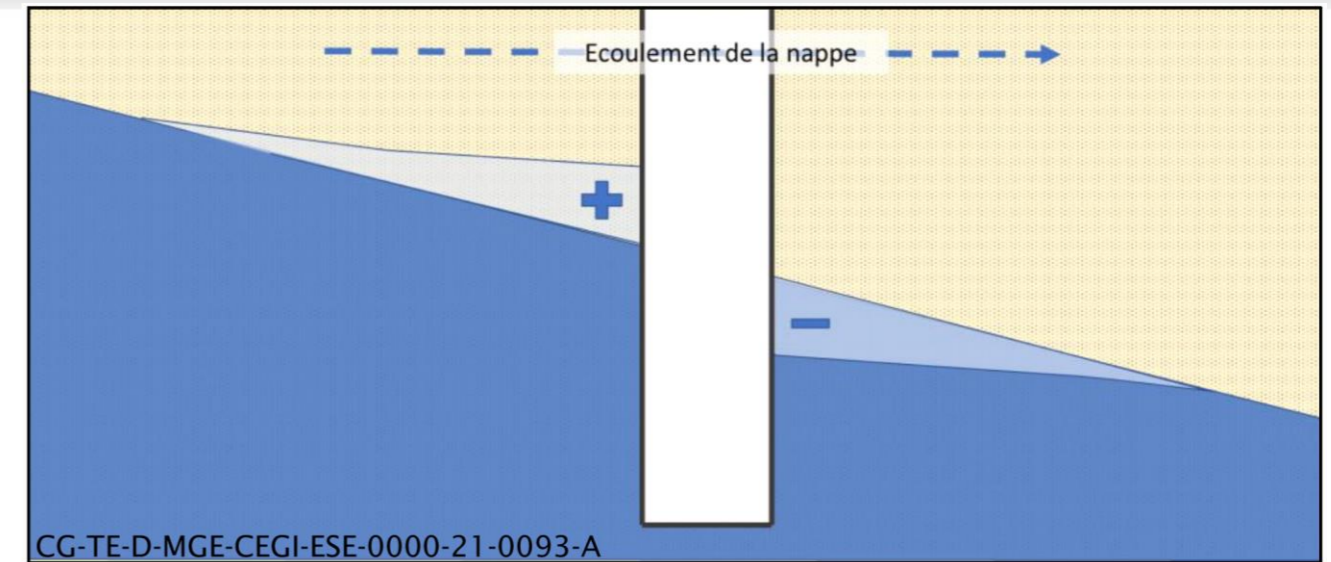 Ecoulement de la nappe
+
-
CG-TE-D-MGE-CEGI-ESE-0000-21-0093-A